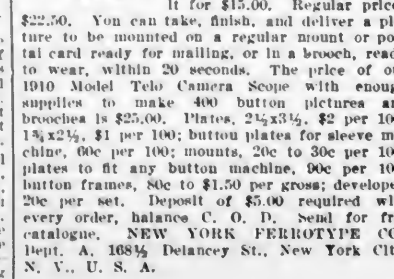 it for $15.00. Regular price
$22.50. You can take, finish, and deliver a pi
ture to be mounted on a regular mount or po
tal card ready for mailing, or in a brooch, read
to wear, within 20 seconds. The price of ou
1910 Model Telo Camera Scope with enoug
supplies to make 400 button pictures an
brooches is $25.00. Plates, 2½x3½, $2 per 10
1¾x2½, $1 per 100; button plates for sleeve m
chine, 60c per 100; mounts, 20c to 30c per 10
plates to fit any button machine, 90c per 10
button frames, 80c to $1.50 per gross; develope
20c per set. Deposit of $5.00 required wi
every order, balance C. O. D. Send for fr
catalogue. NEW YORK FERROTYPE CO
Dept. A, 168½ Delancey St., New York Cit
N. Y., U. S. A.